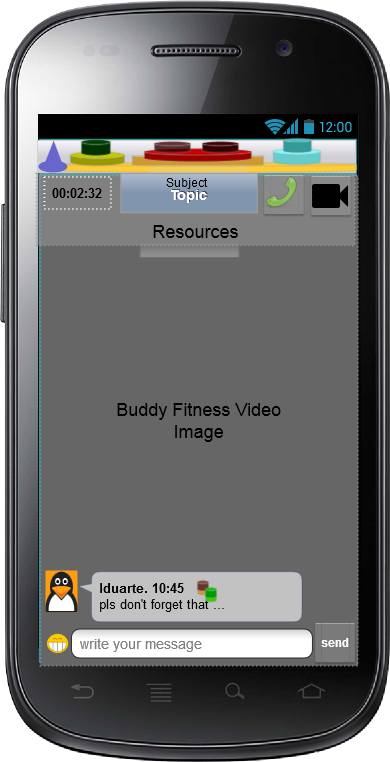 12:00
00:02:32
Subject
Topic
Resources
Buddy Fitness Video
Image
Iduarte. 10:45
pls don't forget that ...
write your message
send